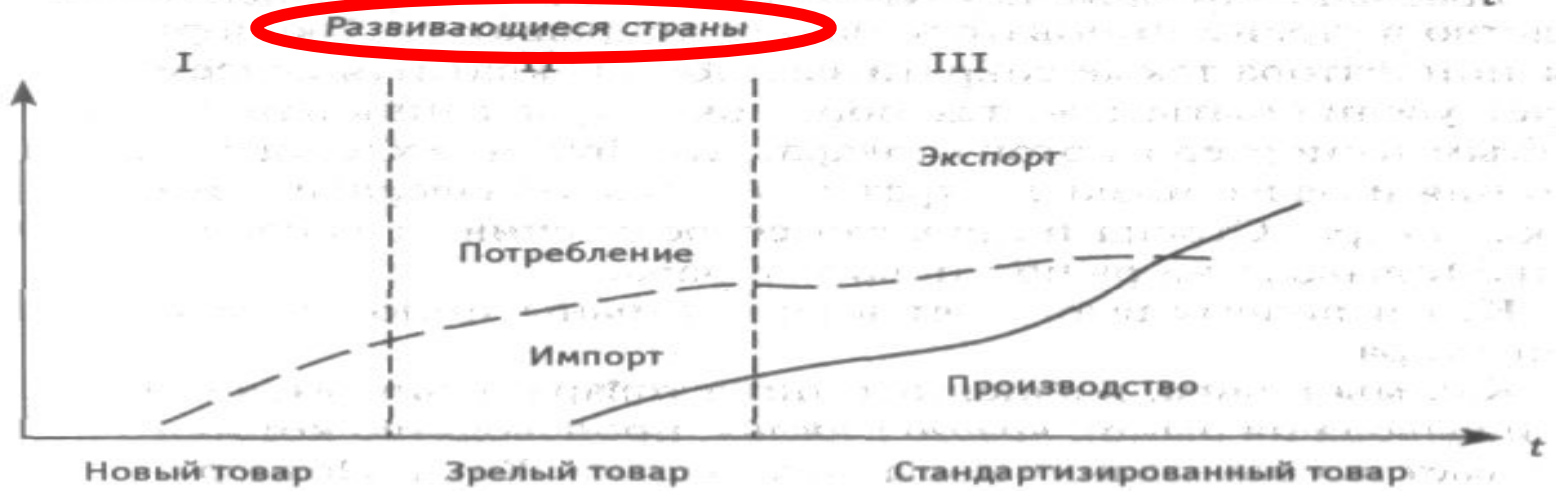 t
Развивающиеся страны
I II III
Экспорт
Потребление
Импорт
Производство
t
Новый товар Зрелый товар Стандартизированный товар